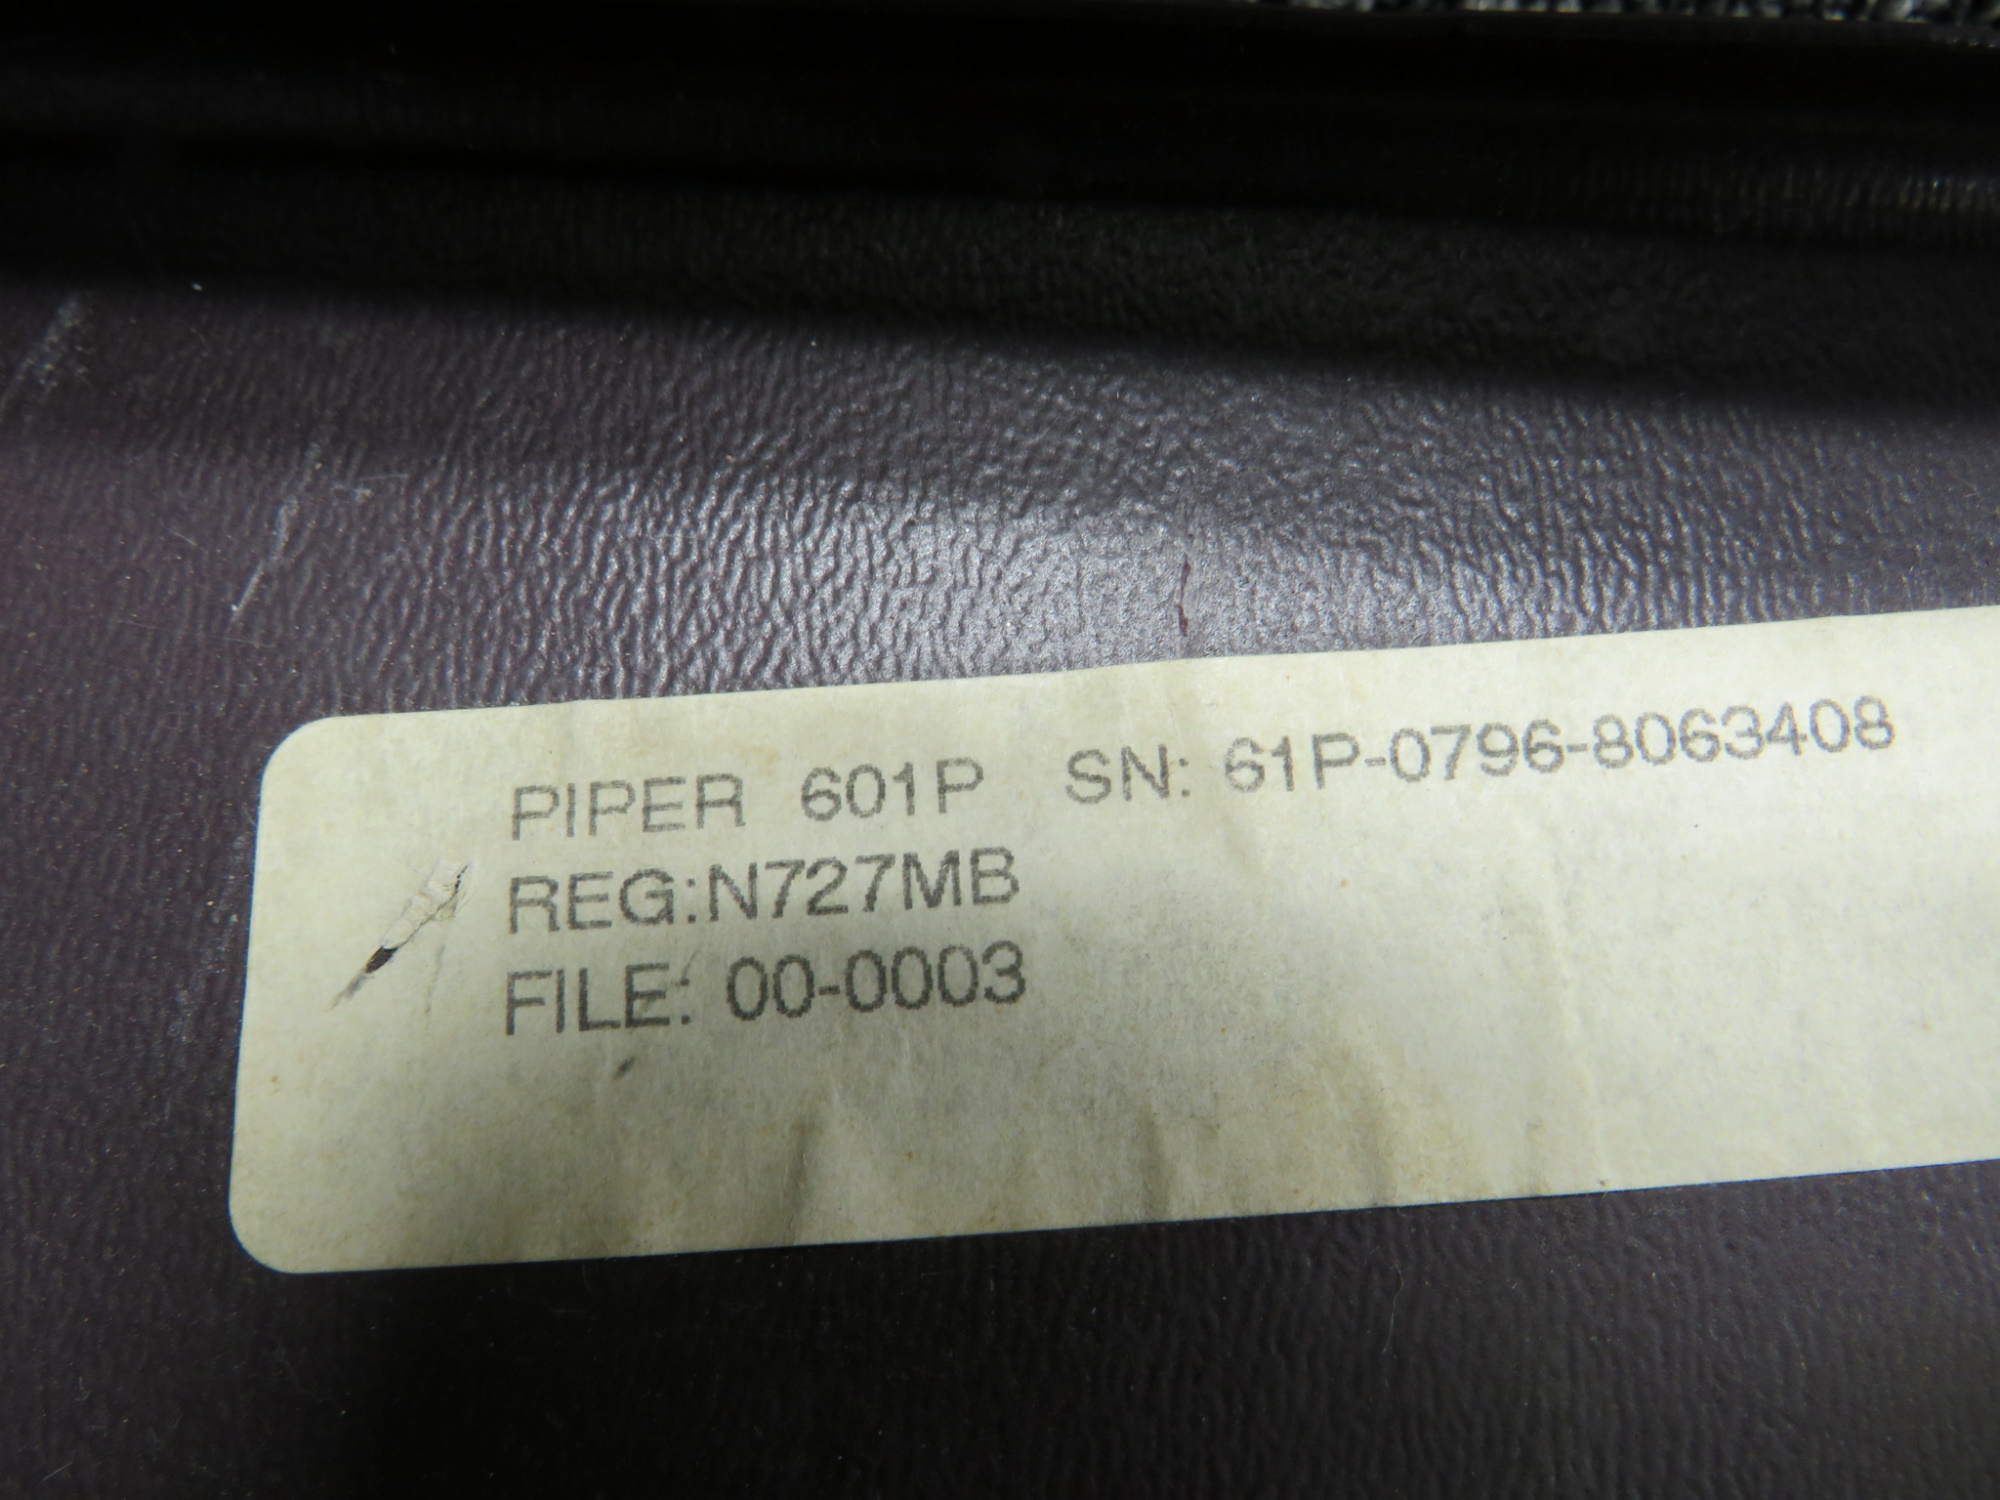 PIPER 601P SN: 61P-0796-8063408
REG:N727MB
FILE: 00-0003